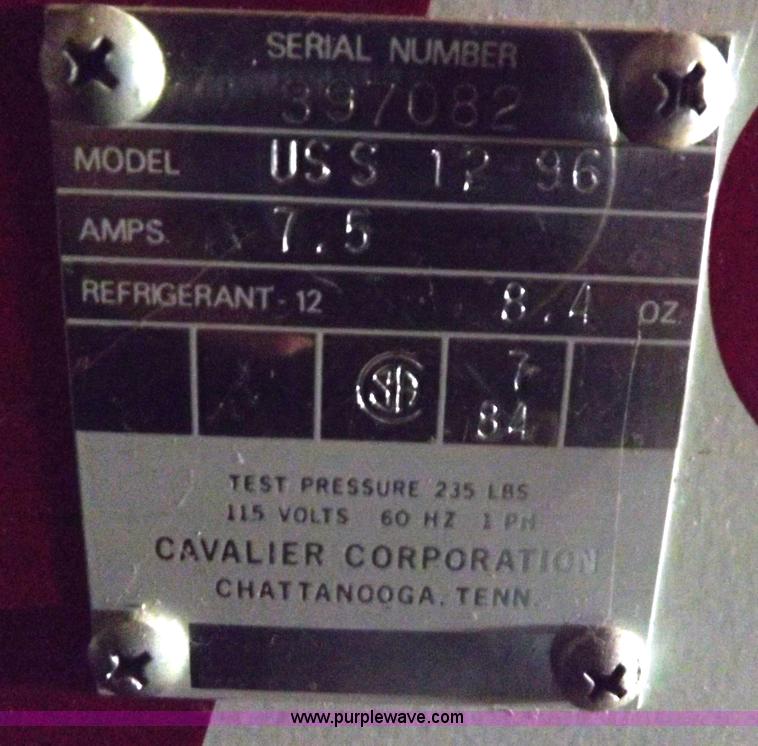 SERIAL NUMBER
397082
MODEL USS 12 96
AMPS. 7.5
REFRIGERANT-12 8.4 OZ.
SA
7
84
TEST PRESSURE 235 LBS
115 VOLTS 60 HZ 1 PH
CAVALIER CORPORATION
CHATTANOOGA, TENN.
www.purplewave.com